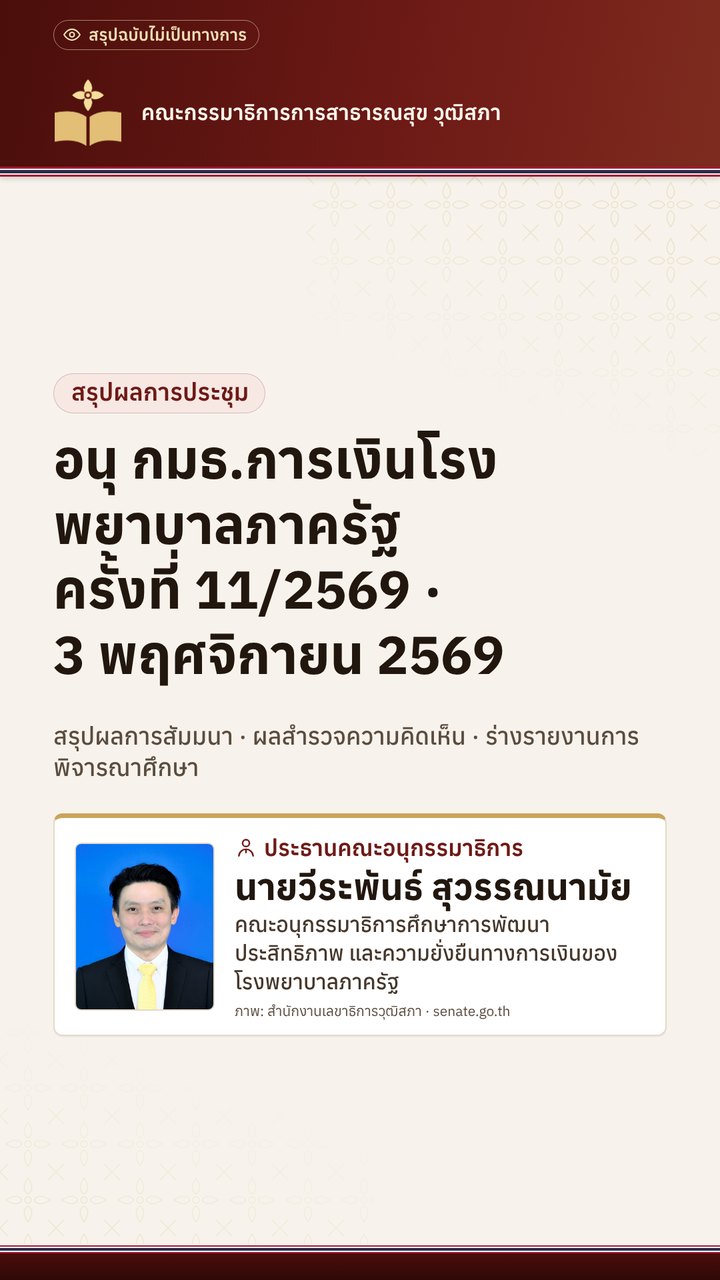 สรุปฉบับไม่เป็นทางการ
คณะกรรมาธิการการสาธารณสุข วุฒิสภา
สรุปผลการประชุม
อนุ กมธ.การเงินโรง
พยาบาลภาครัฐ
ครั้งที่ 11/2569 ·
3 พฤศจิกายน 2569
สรุปผลการสัมมนา · ผลสำรวจความคิดเห็น · ร่างรายงานการ
พิจารณาศึกษา
ประธานคณะอนุกรรมาธิการ
นายวีระพันธ์ สุวรรณนามัย
คณะอนุกรรมาธิการศึกษาการพัฒนา
ประสิทธิภาพ และความยั่งยืนทางการเงินของ
โรงพยาบาลภาครัฐ
ภาพ: สำนักงานเลขาธิการวุฒิสภา · senate.go.th